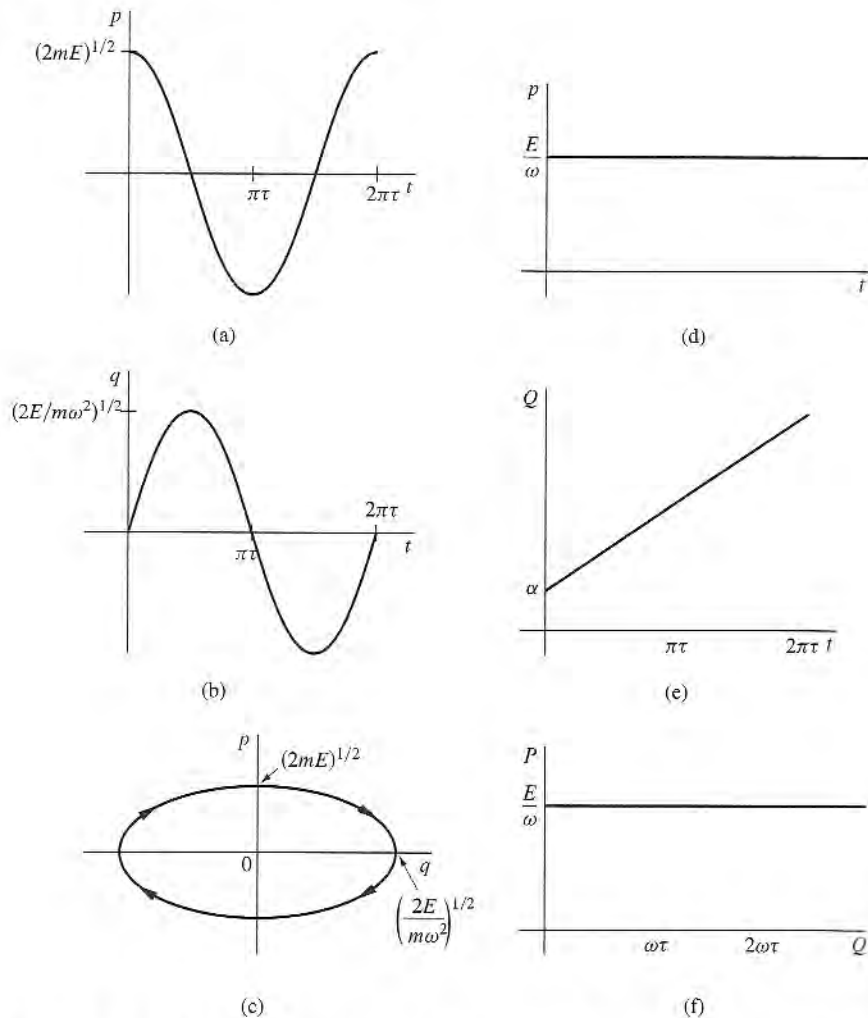 p
(2mE)^{1/2}
πτ
2πτ t
(a)
q
(2E/mω²)^{1/2}
2πτ
πτ
t
(b)
p
(2mE)^{1/2}
0
q
(2E/mω²)^{1/2}
(c)
p
E/ω
t
(d)
Q
α
πτ
2πτ t
(e)
P
E/ω
ωτ
2ωτ
Q
(f)